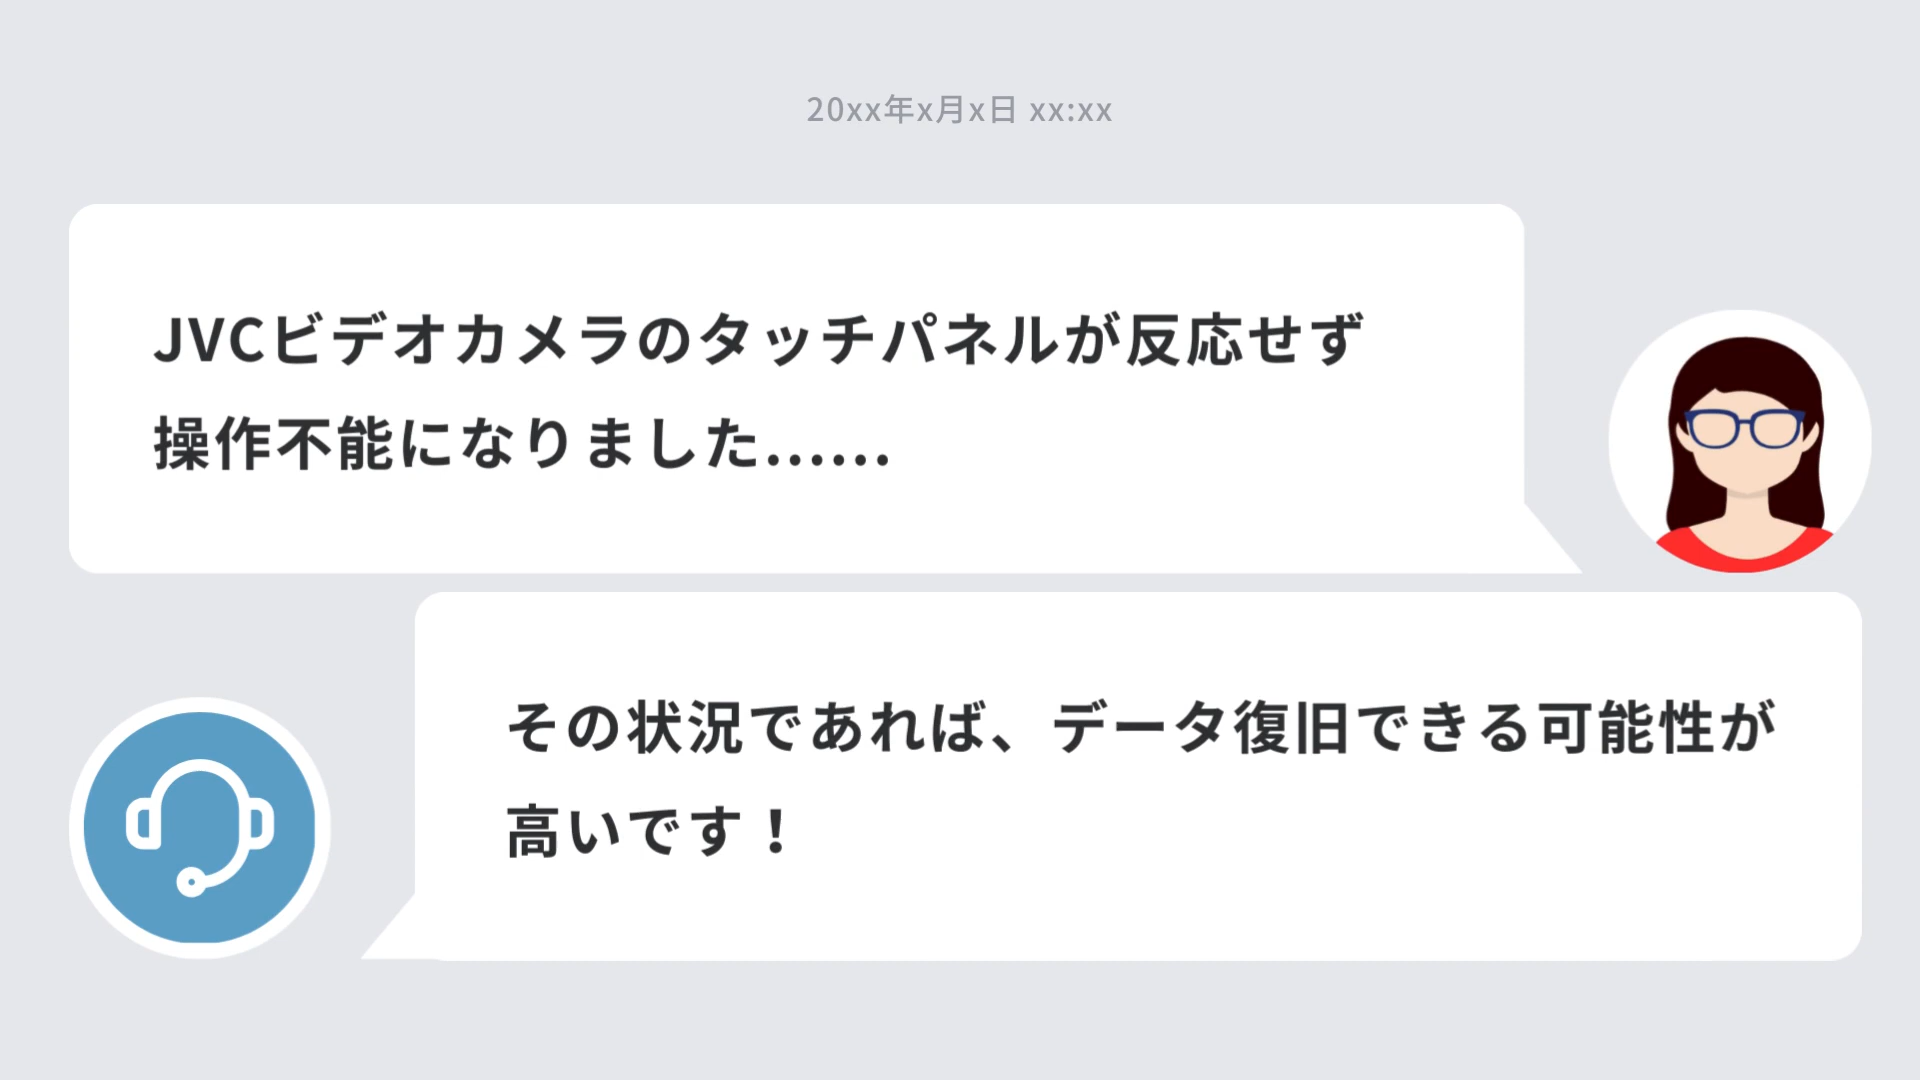 20xx年x月x日 xx:xx
JVCビデオカメラのタッチパネルが反応せず
操作不能になりました......
その状況であれば、データ復旧できる可能性が
高いです！